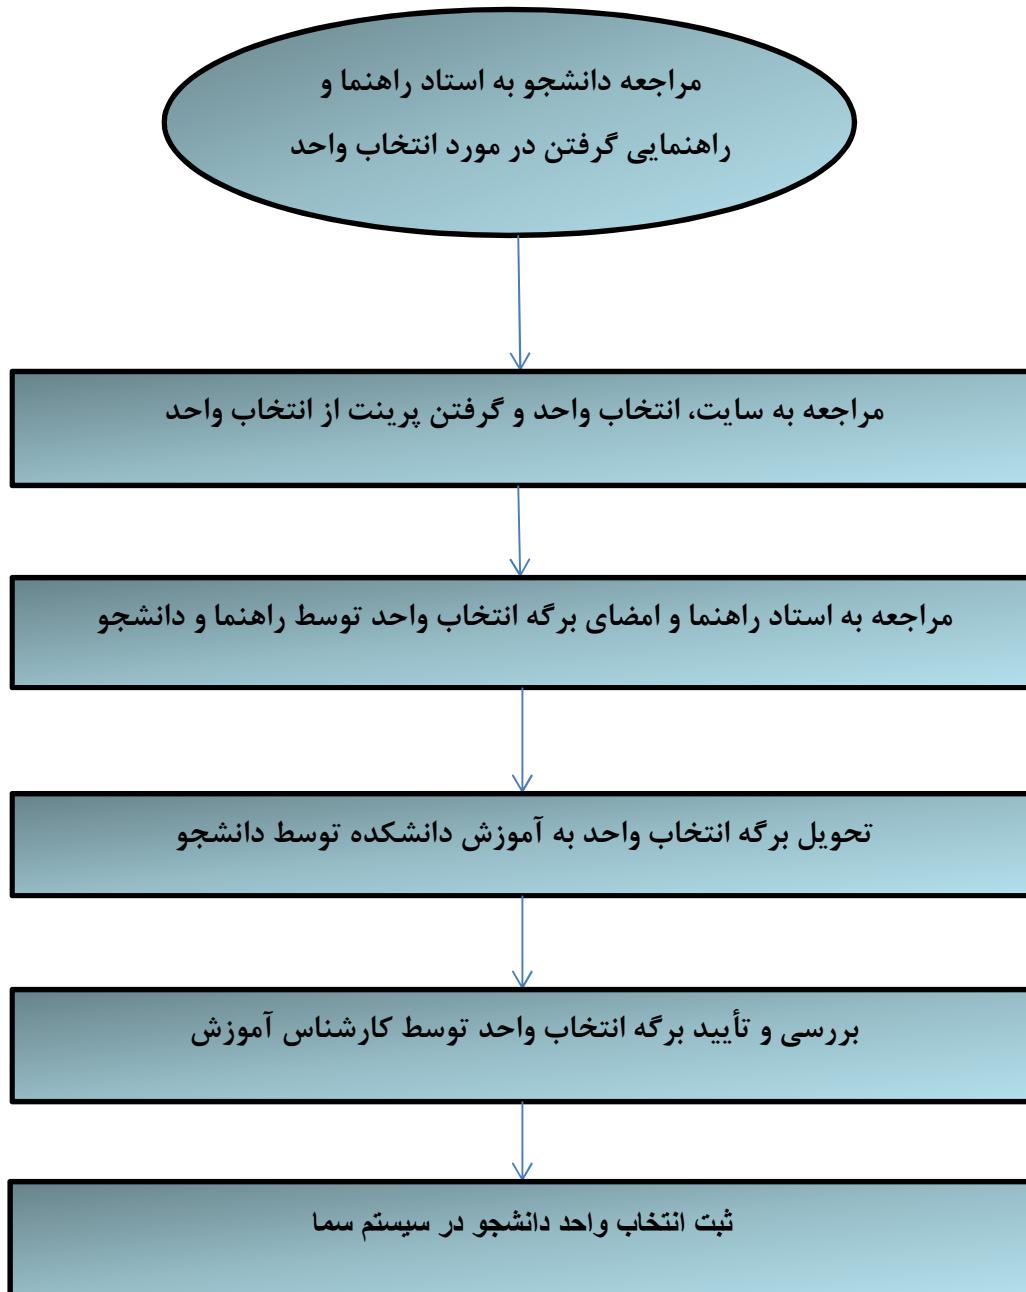 مراجعه دانشجو به استاد راهنما و
راهنمایی گرفتن در مورد انتخاب واحد
مراجعه به سایت، انتخاب واحد و گرفتن پرینت از انتخاب واحد
مراجعه به استاد راهنما و امضای برگه انتخاب واحد توسط راهنما و دانشجو
تحویل برگه انتخاب واحد به آموزش دانشکده توسط دانشجو
بررسی و تأیید برگه انتخاب واحد توسط کارشناس آموزش
ثبت انتخاب واحد دانشجو در سیستم سما